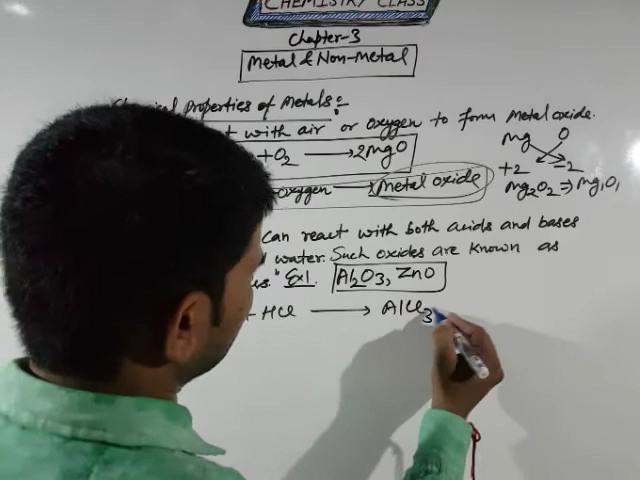 CHEMISTRY CLASS
Chapter-3
Metal & Non-Metal
Chemical Properties of Metals:-
with air or oxygen to form Metal oxide.
+ O2 → 2MgO
Mg O
+2 -2
Mg2O2 ⇒ Mg1O1
oxygen → Metal oxide
can react with both acids and bases
water. Such oxides are known as
Ex1. Al2O3, ZnO
+ HCl → AlCl3